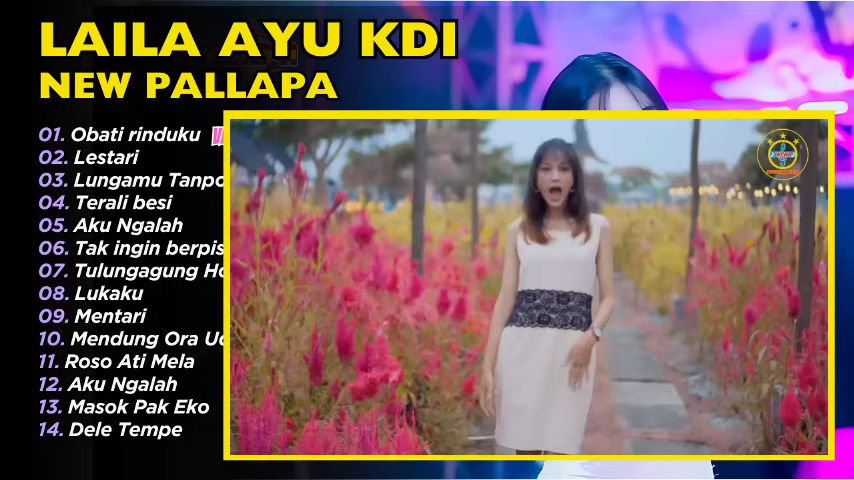 LAILA AYU KDI
NEW PALLAPA
01. Obati rinduku
02. Lestari
03. Lungamu Tanpo
04. Terali besi
05. Aku Ngalah
06. Tak ingin berpis
07. Tulungagung Ho
08. Lukaku
09. Mentari
10. Mendung Ora Ud
11. Roso Ati Mela
12. Aku Ngalah
13. Masok Pak Eko
14. Dele Tempe